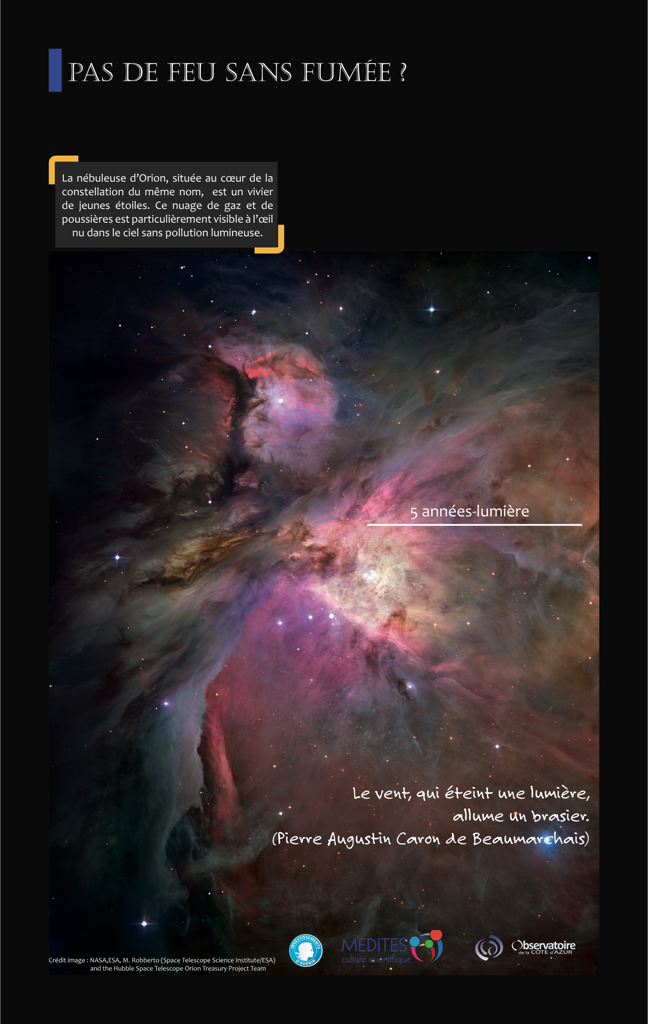 PAS DE FEU SANS FUMÉE ?
La nébuleuse d'Orion, située au cœur de la
constellation du même nom, est un vivier
de jeunes étoiles. Ce nuage de gaz et de
poussières est particulièrement visible à l'œil
nu dans le ciel sans pollution lumineuse.
5 années-lumière
Le vent, qui éteint une lumière,
allume un brasier.
(Pierre Augustin Caron de Beaumarchais)
Crédit image : NASA,ESA, M. Robberto (Space Telescope Science Institute/ESA)
and the Hubble Space Telescope Orion Treasury Project Team
INVESTISSEMENTS
D'AVENIR
MEDITES
culture scientifique
Observatoire
de la CÔTE d'AZUR